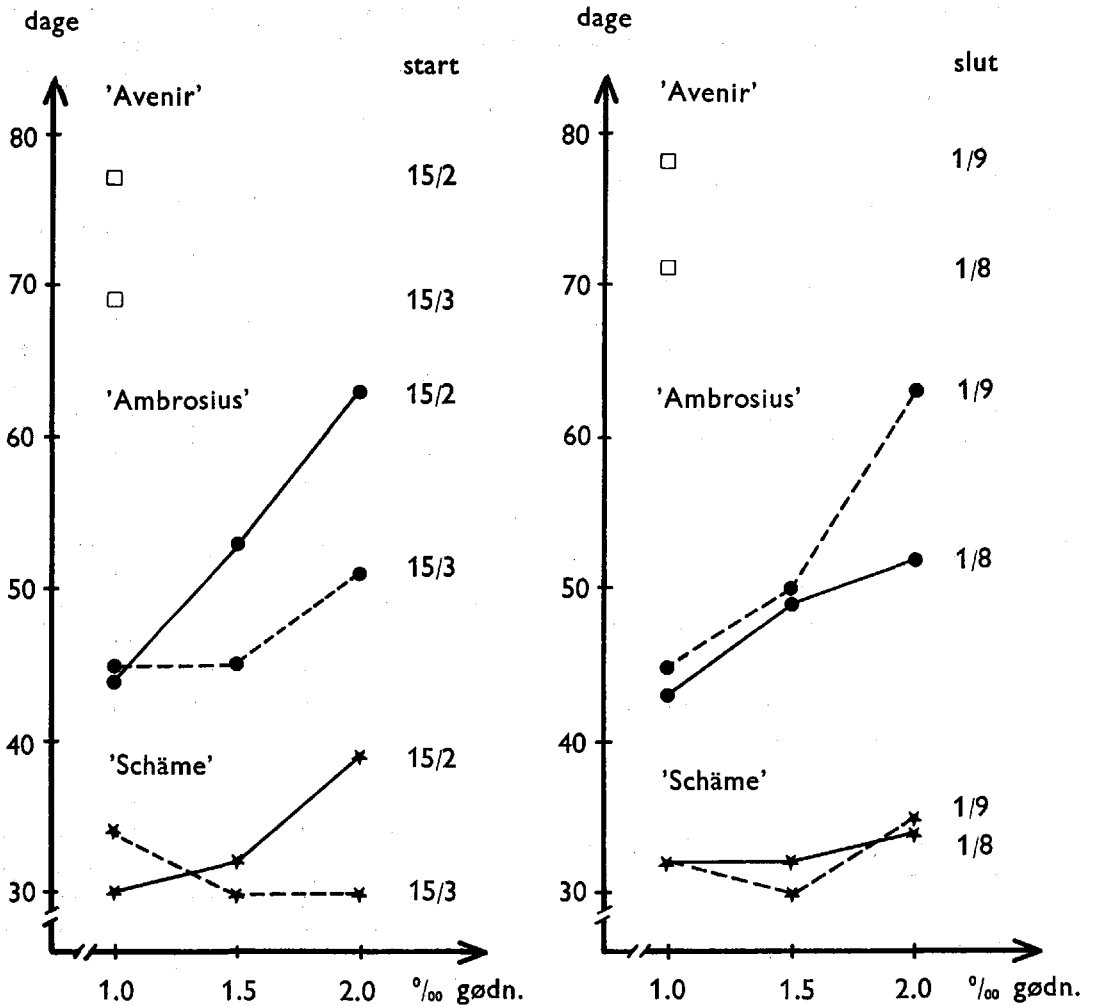 dage
start
'Avenir'
80
15/2
70
15/3
'Ambrosius'
15/2
60
15/3
50
40
'Schäme'
15/2
30
15/3
1.0 1.5 2.0 °/₀₀ gødn.
dage
slut
'Avenir'
80
1/9
70
1/8
'Ambrosius'
1/9
60
1/8
50
40
'Schäme'
1/9
1/8
30
1.0 1.5 2.0 °/₀₀ gødn.